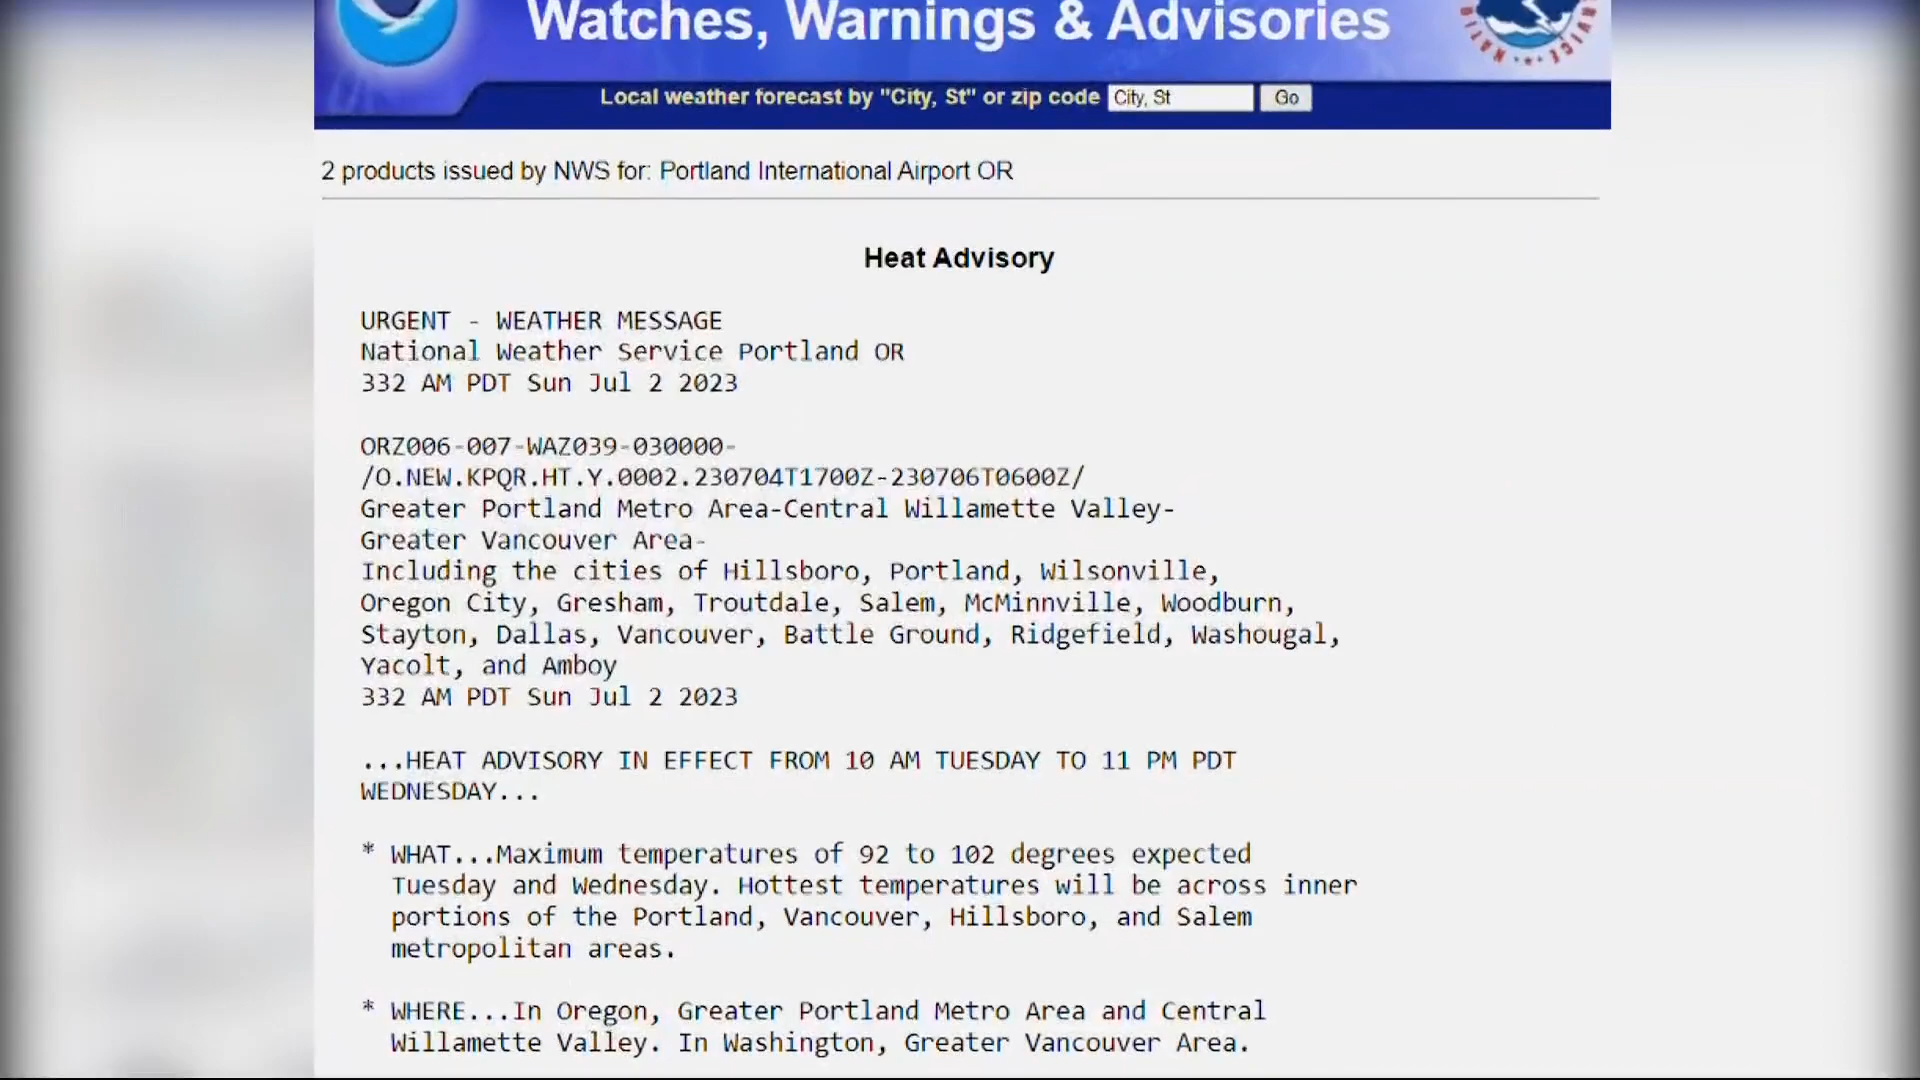 Watches, Warnings & Advisories
Local weather forecast by "City, St" or zip code City, St Go
2 products issued by NWS for: Portland International Airport OR
Heat Advisory
URGENT - WEATHER MESSAGE
National Weather Service Portland OR
332 AM PDT Sun Jul 2 2023
ORZ006-007-WAZ039-030000-
/O.NEW.KPQR.HT.Y.0002.230704T1700Z-230706T0600Z/
Greater Portland Metro Area-Central Willamette Valley-
Greater Vancouver Area-
Including the cities of Hillsboro, Portland, Wilsonville,
Oregon City, Gresham, Troutdale, Salem, McMinnville, Woodburn,
Stayton, Dallas, Vancouver, Battle Ground, Ridgefield, Washougal,
Yacolt, and Amboy
332 AM PDT Sun Jul 2 2023
...HEAT ADVISORY IN EFFECT FROM 10 AM TUESDAY TO 11 PM PDT
WEDNESDAY...
* WHAT...Maximum temperatures of 92 to 102 degrees expected
Tuesday and Wednesday. Hottest temperatures will be across inner
portions of the Portland, Vancouver, Hillsboro, and Salem
metropolitan areas.
* WHERE...In Oregon, Greater Portland Metro Area and Central
Willamette Valley. In Washington, Greater Vancouver Area.